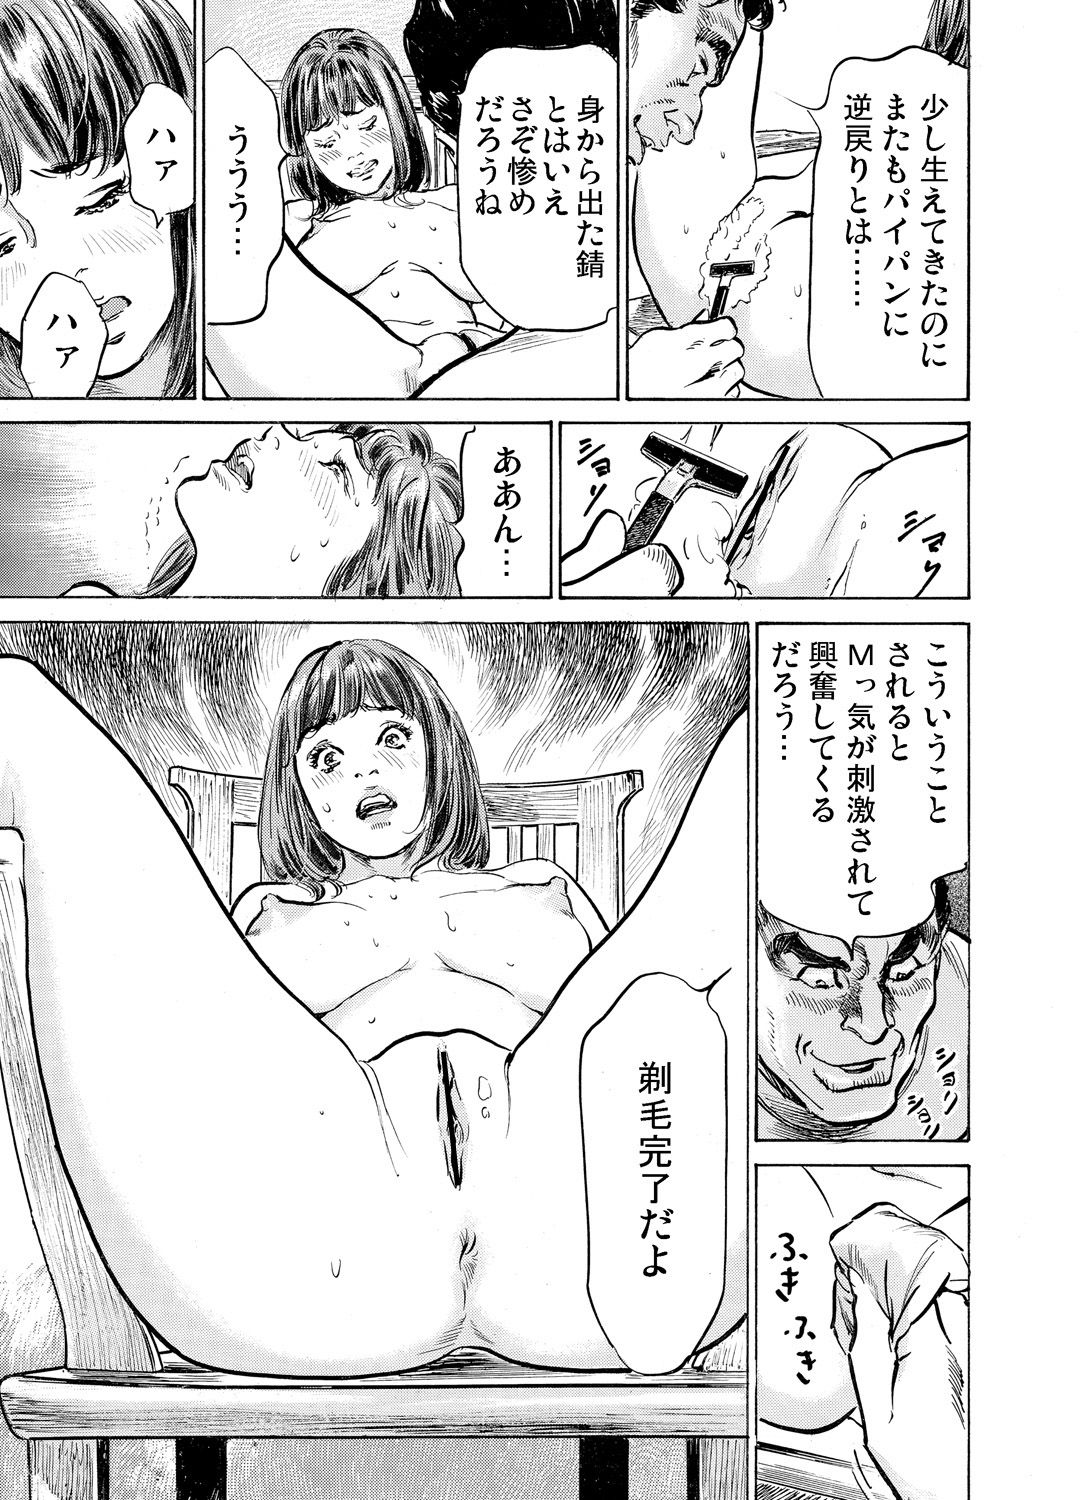 少し生えてきたのに
またもパイパンに
逆戻りとは……
身から出た錆
とはいえ
さぞ惨め
だろうね
ううう…
ハァ
ハァ
ショリ
ショリ
ああん…
こういうこと
されると
Mっ気が刺激されて
興奮してくる
だろう…
ショリ
ショリ
ふき
ふき
剃毛完了だよ